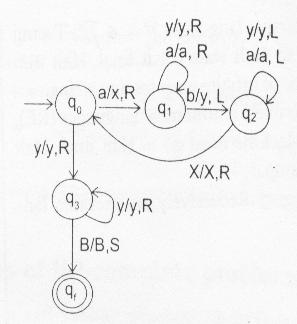 y/y,R
y/y,L
a/a, R
a/a, L
q0
a/x,R
q1
b/y, L
q2
y/y,R
X/X,R
q3
y/y,R
B/B,S
qf